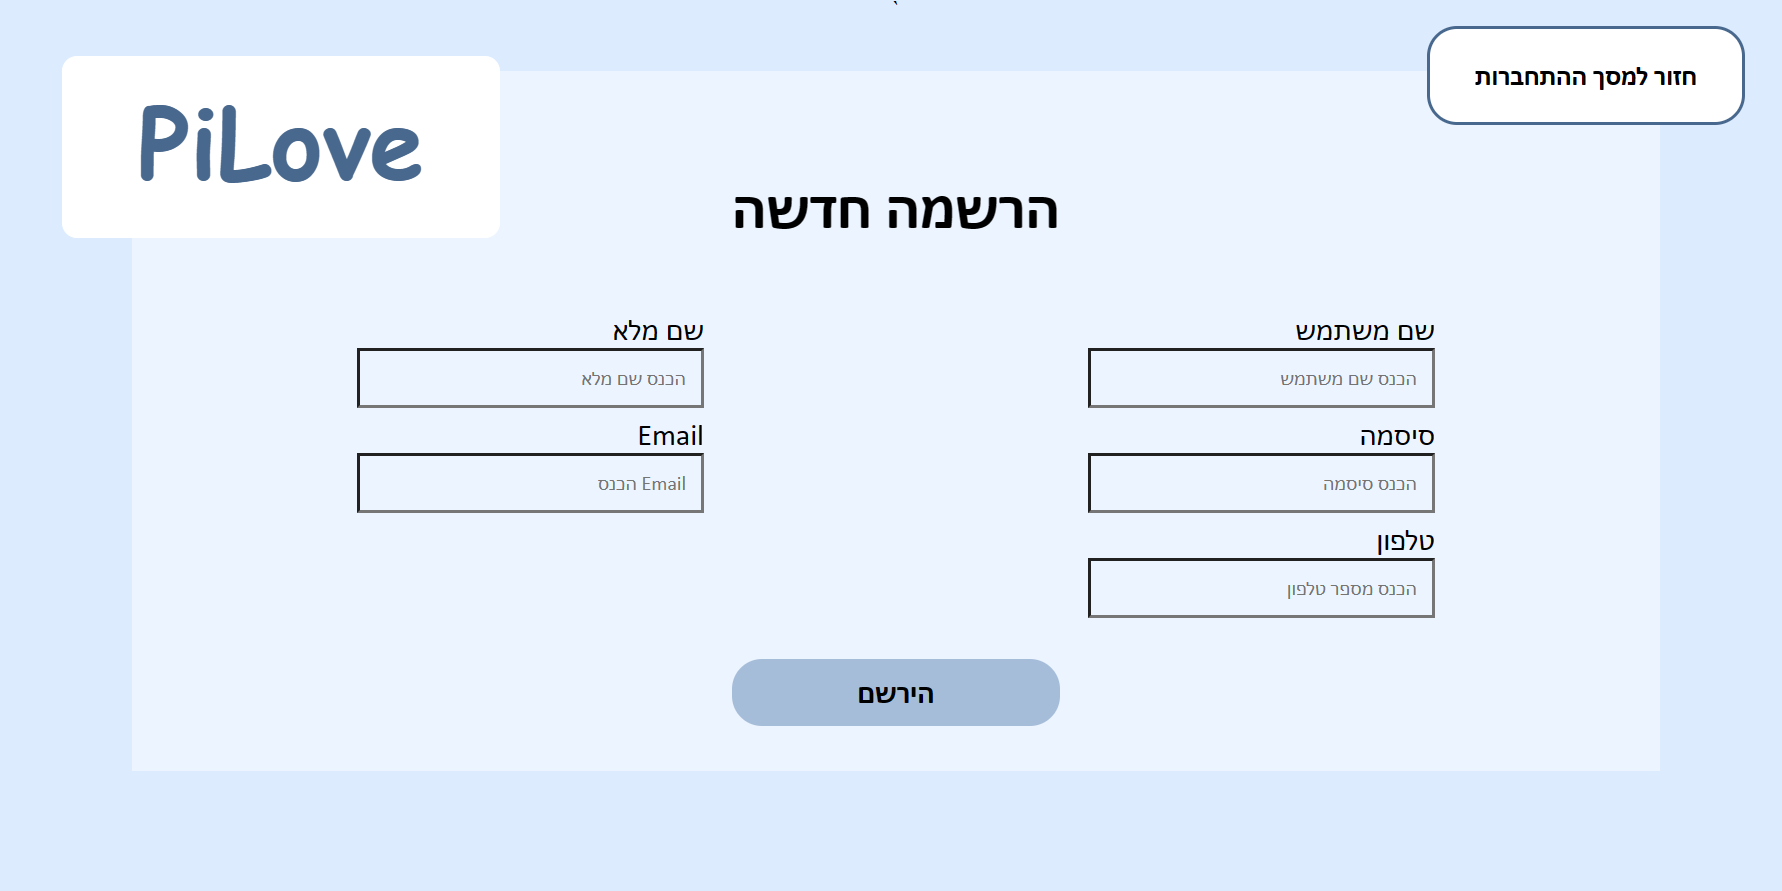 `
חזור למסך ההתחברות
PiLove
הרשמה חדשה
שם משתמש
הכנס שם משתמש
סיסמה
הכנס סיסמה
טלפון
הכנס מספר טלפון
שם מלא
הכנס שם מלא
Email
הכנס Email
הירשם